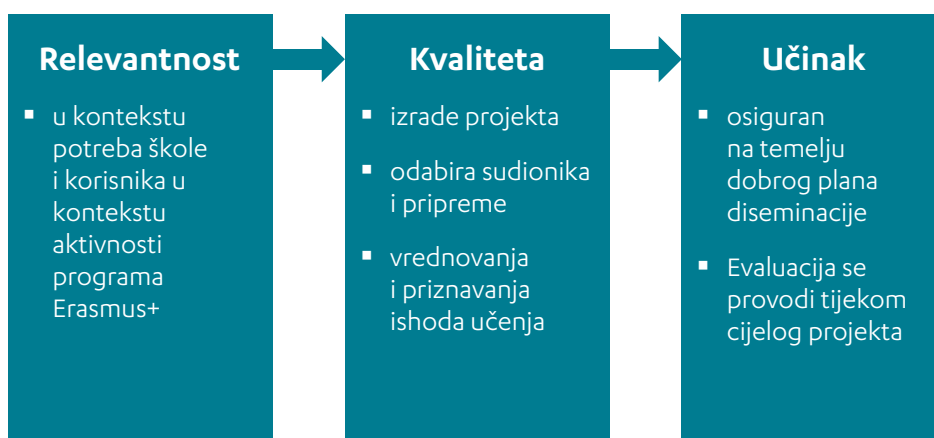 Relevantnost
▪ u kontekstu
potreba škole
i korisnika u
kontekstu
aktivnosti
programa
Erasmus+
Kvaliteta
▪ izrade projekta
▪ odabira sudionika
i pripreme
▪ vrednovanja
i priznavanja
ishoda učenja
Učinak
▪ osiguran
na temelju
dobrog plana
diseminacije
▪ Evaluacija se
provodi tijekom
cijelog projekta